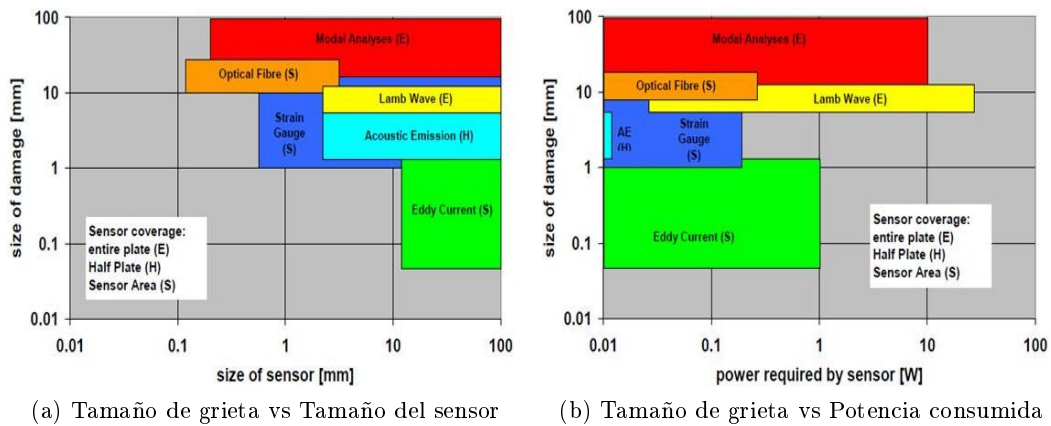 100
10
1
0.1
0.01
size of damage [mm]
Modal Analyses (E)
Optical Fibre (S)
Lamb Wave (E)
Strain
Gauge
(S)
Acoustic Emission (H)
Eddy Current (S)
Sensor coverage:
entire plate (E)
Half Plate (H)
Sensor Area (S)
0.01
0.1
1
10
100
size of sensor [mm]
(a) Tamaño de grieta vs Tamaño del sensor
100
10
1
0.1
0.01
size of damage [mm]
Modal Analyses (E)
Optical Fibre (S)
Lamb Wave (E)
AE
(H)
Strain
Gauge
(S)
Eddy Current (S)
Sensor coverage:
entire plate (E)
Half Plate (H)
Sensor Area (S)
0.01
0.1
1
10
100
power required by sensor [W]
(b) Tamaño de grieta vs Potencia consumida